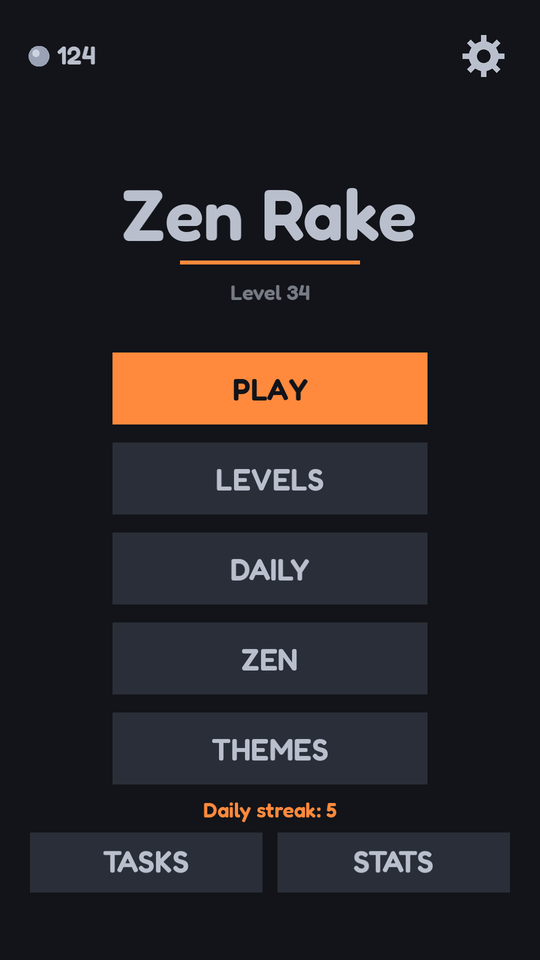 124
Zen Rake
Level 34
PLAY
LEVELS
DAILY
ZEN
THEMES
Daily streak: 5
TASKS
STATS